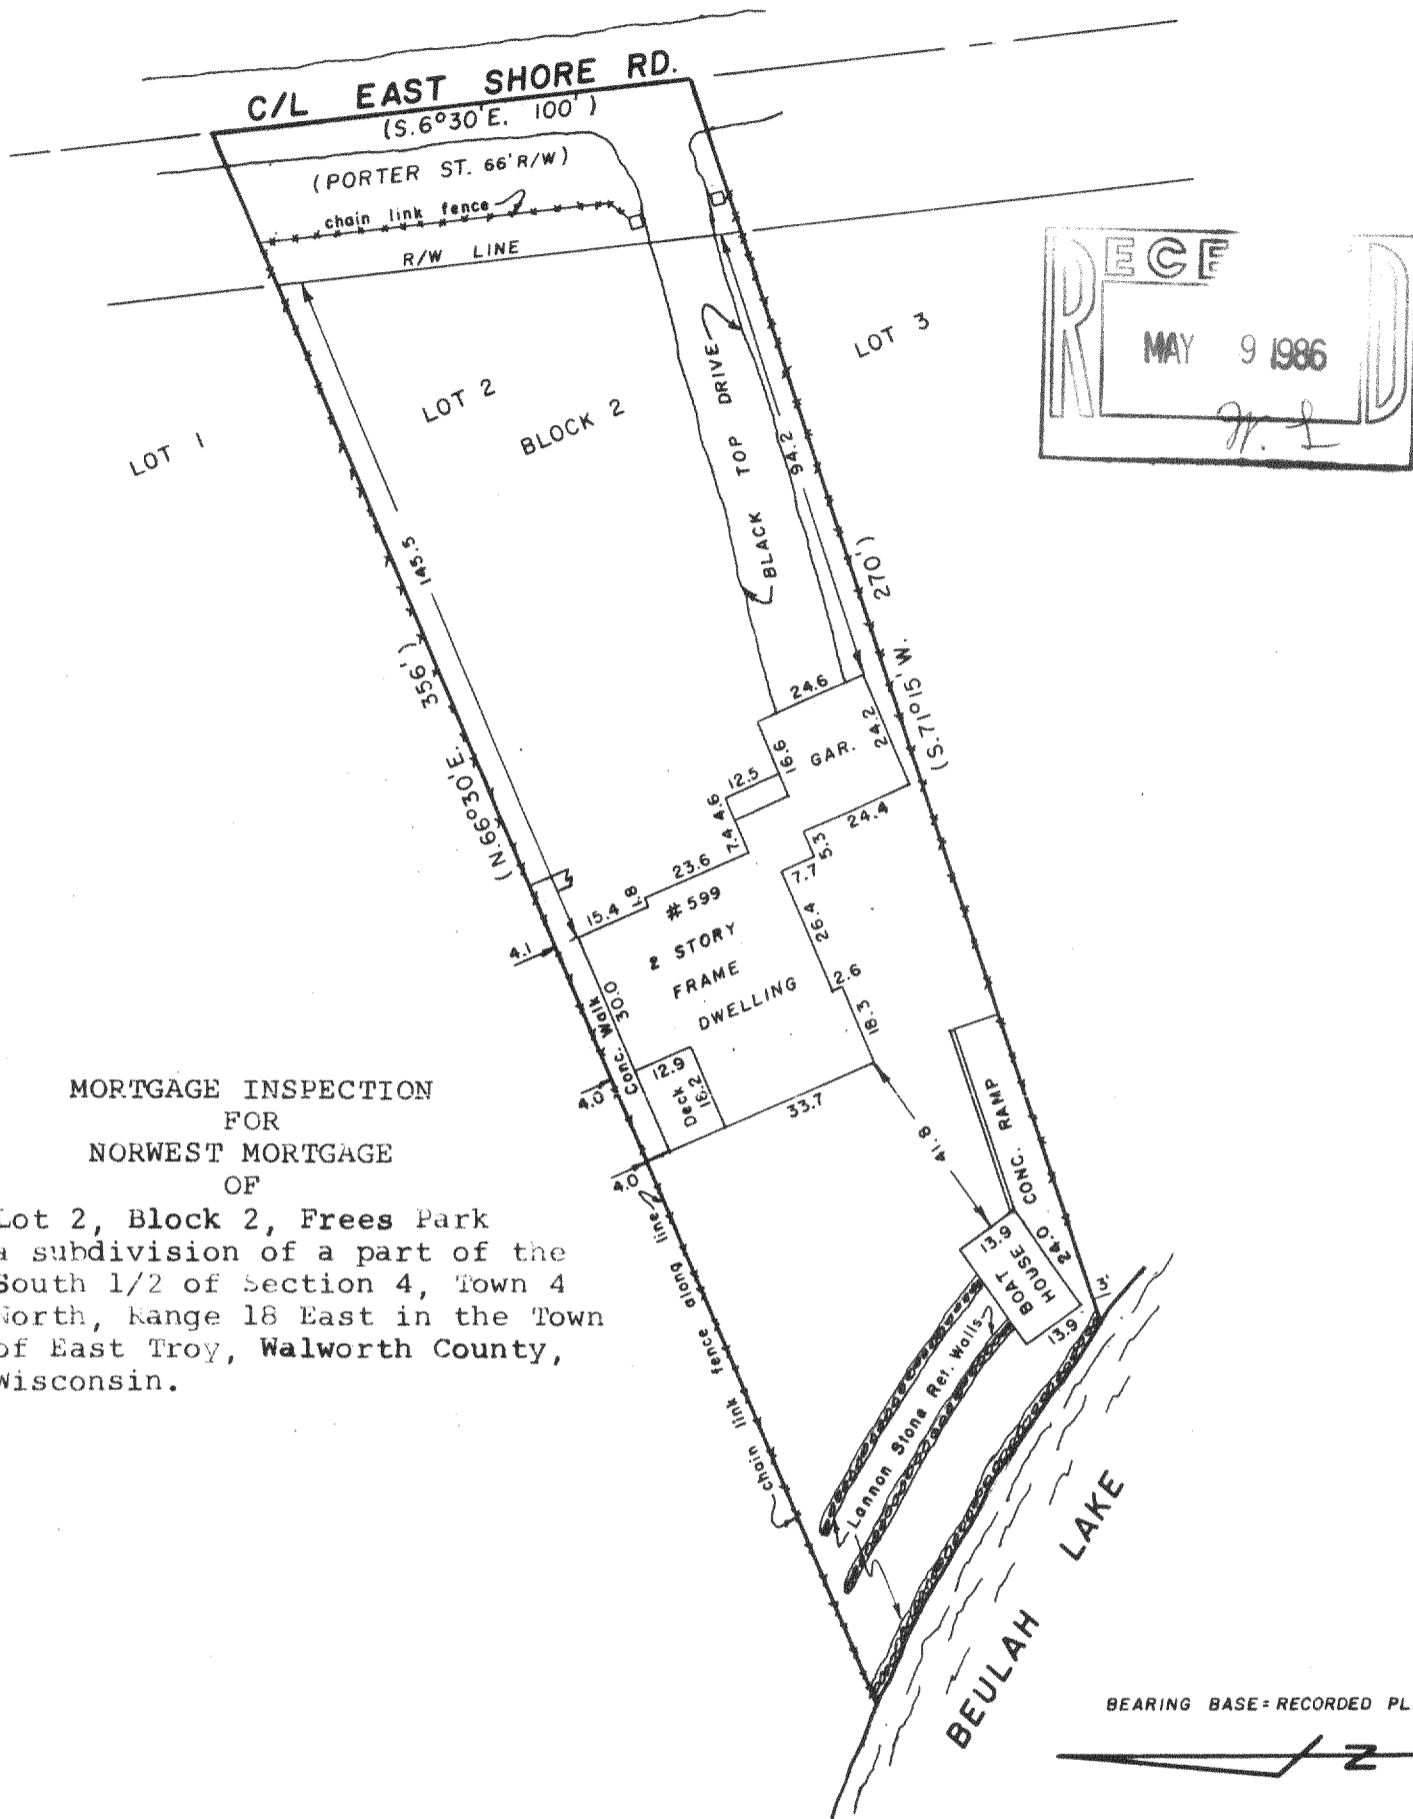 C/L EAST SHORE RD.
(S.6°30'E. 100')
(PORTER ST. 66' R/W)
chain link fence
R/W LINE
RECE D
MAY 9 1986
LOT 1
LOT 2
BLOCK 2
LOT 3
BLACK TOP DRIVE
94.2
145.5
(N.66°30'E. 356')
(S.71°15'W. 270')
24.6
GAR.
24.2
16.6
12.5
4.6
7.4
24.4
5.3
7.7
23.6
1.8
15.4
# 599
2 STORY
FRAME
DWELLING
26.4
2.6
18.3
4.1
30.0
Conc. Walk
4.0
12.9
Deck
18.2
33.7
4.0
41.8
CONC. RAMP
13.9
BOAT
HOUSE
24.0
13.9
1'W.
Lannon Stone Ret. Walls
chain link fence along line
BEULAH LAKE
MORTGAGE INSPECTION
FOR
NORWEST MORTGAGE
OF
Lot 2, Block 2, Frees Park
a subdivision of a part of the
South 1/2 of Section 4, Town 4
North, Range 18 East in the Town
of East Troy, Walworth County,
Wisconsin.
BEARING BASE = RECORDED PL
N